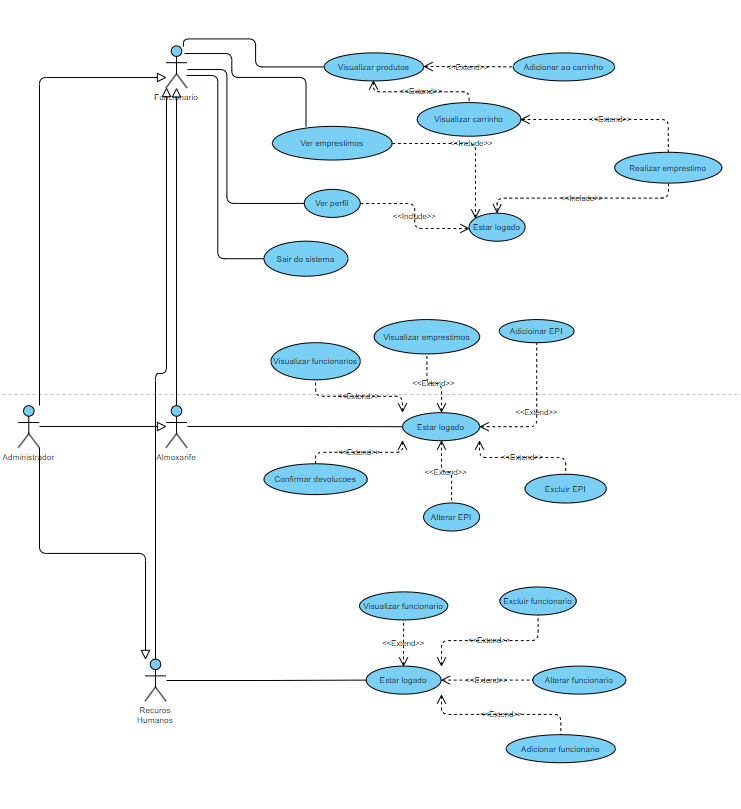 Visualizar produtos
<<Extend>>
Adicionar ao carrinho
Funcionario
<<Extend>>
Visualizar carrinho
<<Extend>>
Ver emprestimos
<<Include>>
Realizar emprestimo
Ver perfil
<<Include>>
<<Include>>
Estar logado
Sair do sistema
Adicioinar EPI
Visualizar emprestimos
Visualizar funcionarios
<<Extend>>
<<Extend>>
<<Extend>>
Estar logado
Administrador
Almoxarife
<<Extend>>
<<Extend>>
<<Extend>>
Confirmar devolucoes
Excluir EPI
Alterar EPI
Visualizar funcionario
Excluir funcionario
<<Extend>>
<<Extend>>
Estar logado
<<Extend>>
Alterar funcionario
Recuros
Humanos
<<Extend>>
Adicionar funcionario